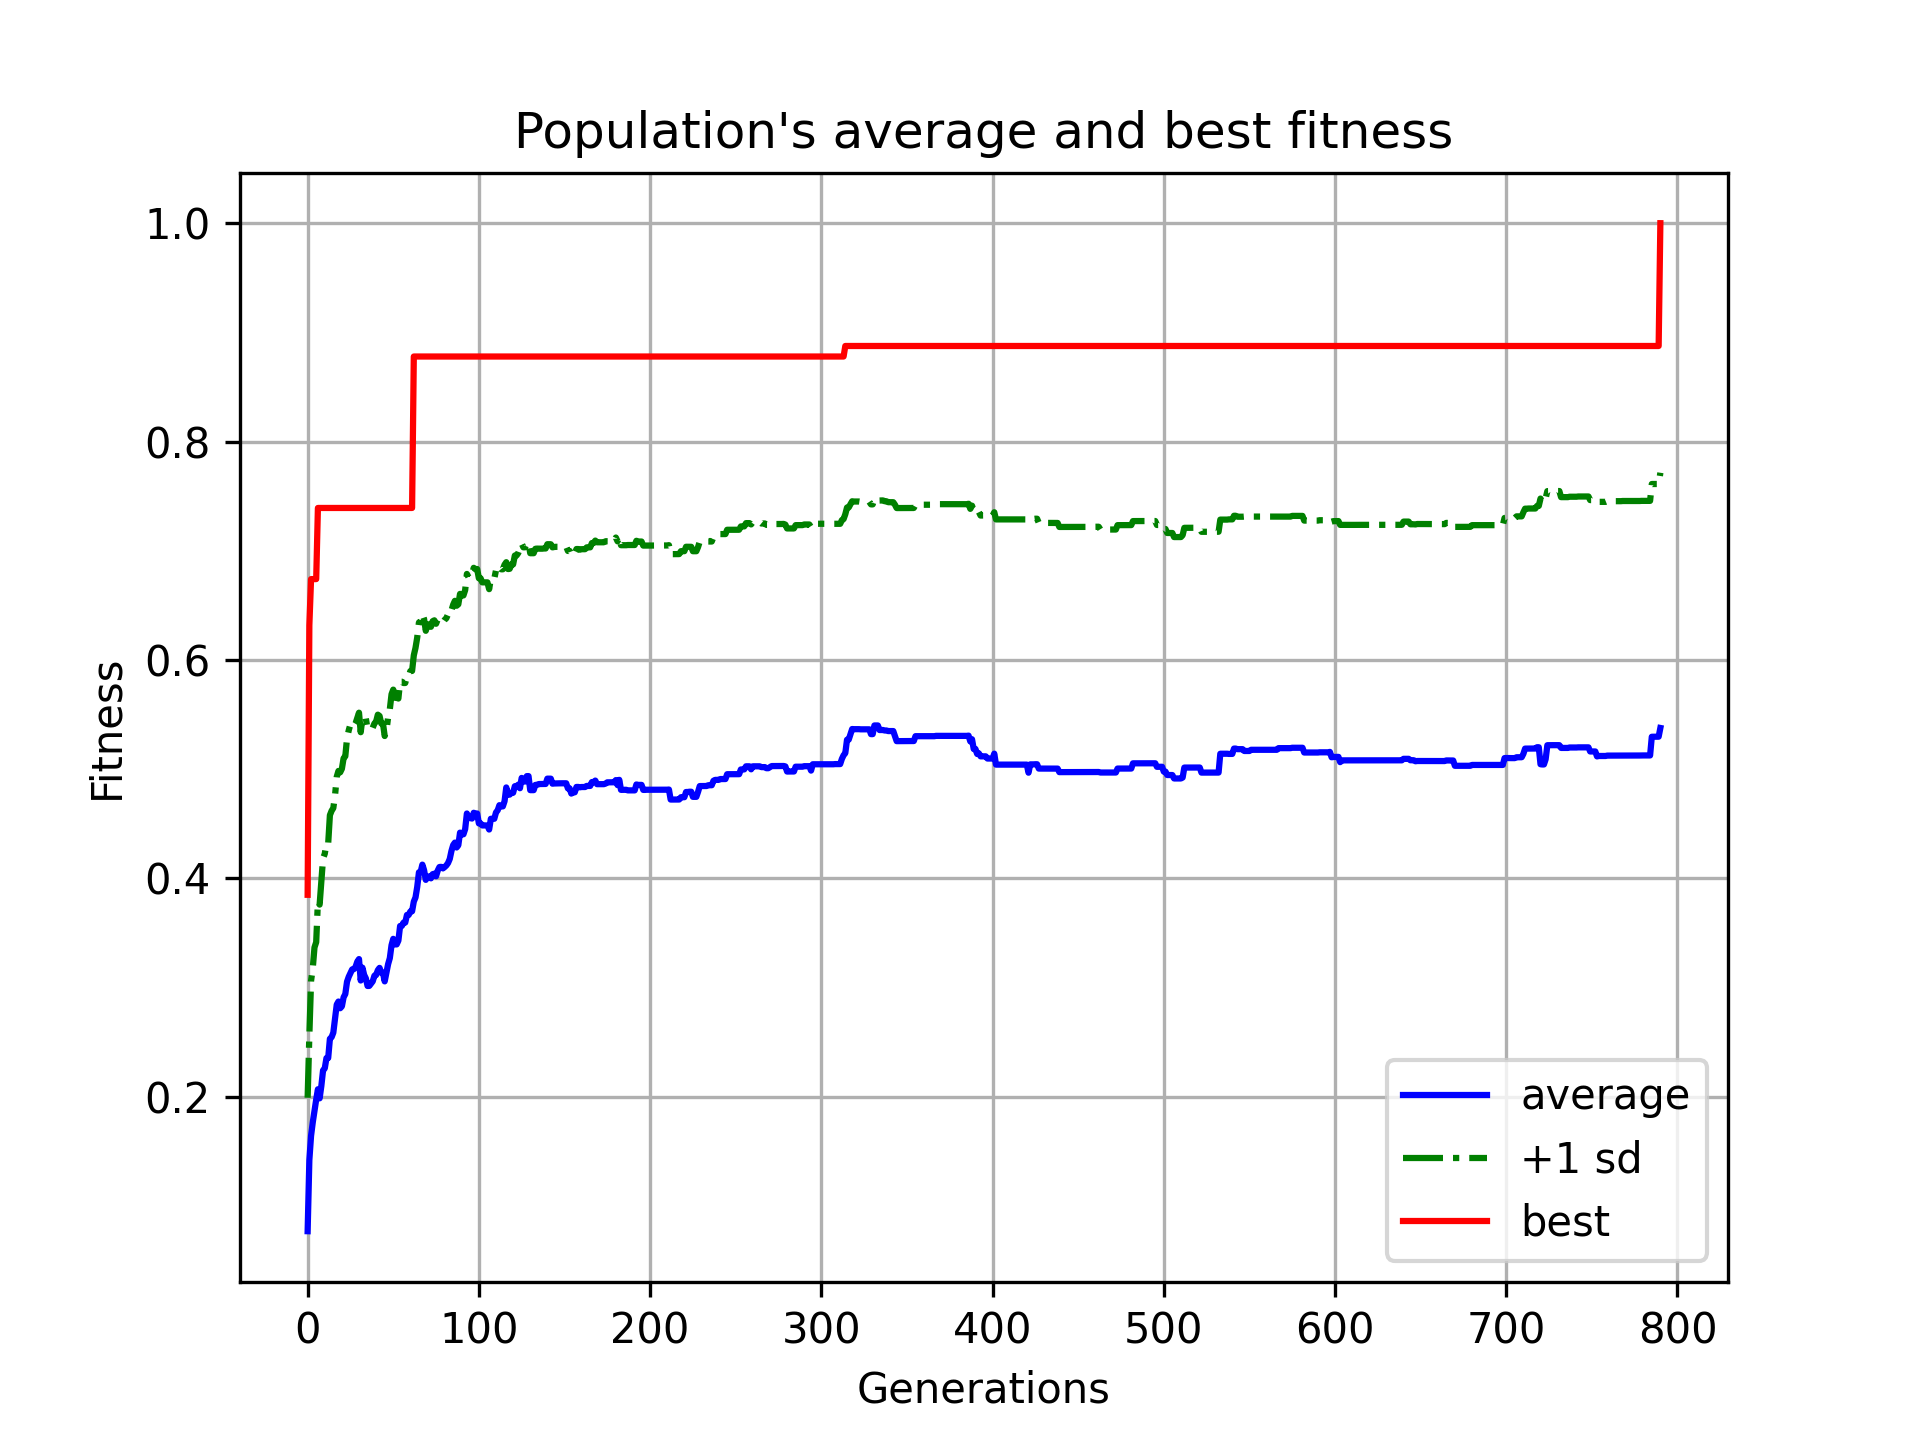 Population's average and best fitness
1.0
0.8
0.6
0.4
0.2
Fitness
0 100 200 300 400 500 600 700 800
Generations
average
+1 sd
best